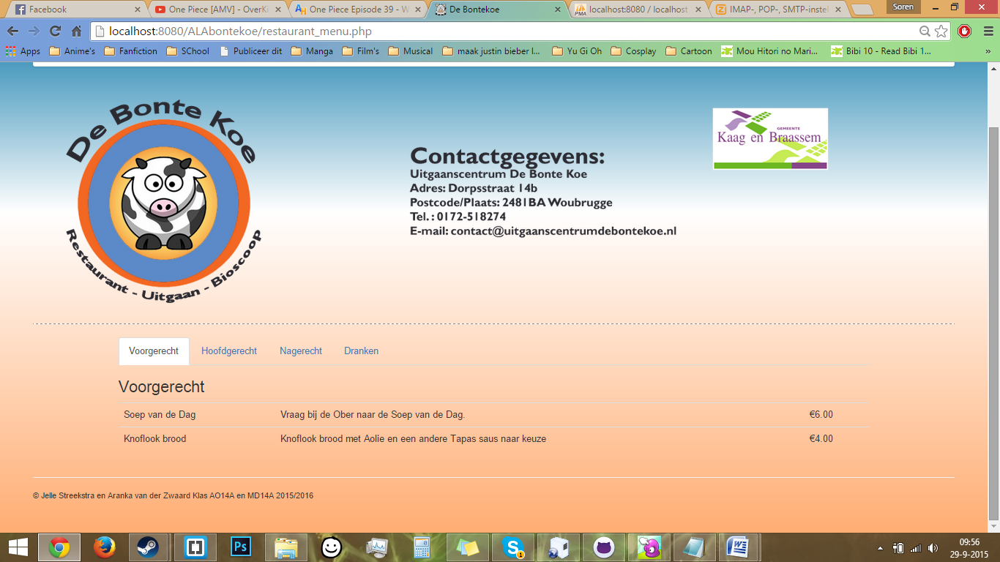 Facebook
One Piece [AMV] - OverKi
One Piece Episode 39 - W
De Bontekoe
localhost:8080 / localhost
IMAP-, POP-, SMTP-instel
Soren
localhost:8080/ALAbontekoe/restaurant_menu.php
Apps
Anime's
Fanfiction
SChool
Publiceer dit
Manga
Film's
Musical
maak justin bieber l...
Yu Gi Oh
Cosplay
Cartoon
Mou Hitori no Mari...
Bibi 10 - Read Bibi 1...
»
De Bonte Koe
Restaurant - Uitgaan - Bioscoop
Contactgegevens:
Uitgaanscentrum De Bonte Koe
Adres: Dorpsstraat 14b
Postcode/Plaats: 2481BA Woubrugge
Tel. : 0172-518274
E-mail: contact@uitgaanscentrumdebontekoe.nl
GEMEENTE
Kaag en Braassem
Voorgerecht
Hoofdgerecht
Nagerecht
Dranken
Voorgerecht
Soep van de Dag
Vraag bij de Ober naar de Soep van de Dag.
€6.00
Knoflook brood
Knoflook brood met Aolie en een andere Tapas saus naar keuze
€4.00
© Jelle Streekstra en Aranka van der Zwaard Klas AO14A en MD14A 2015/2016
Ps
1
09:56
29-9-2015